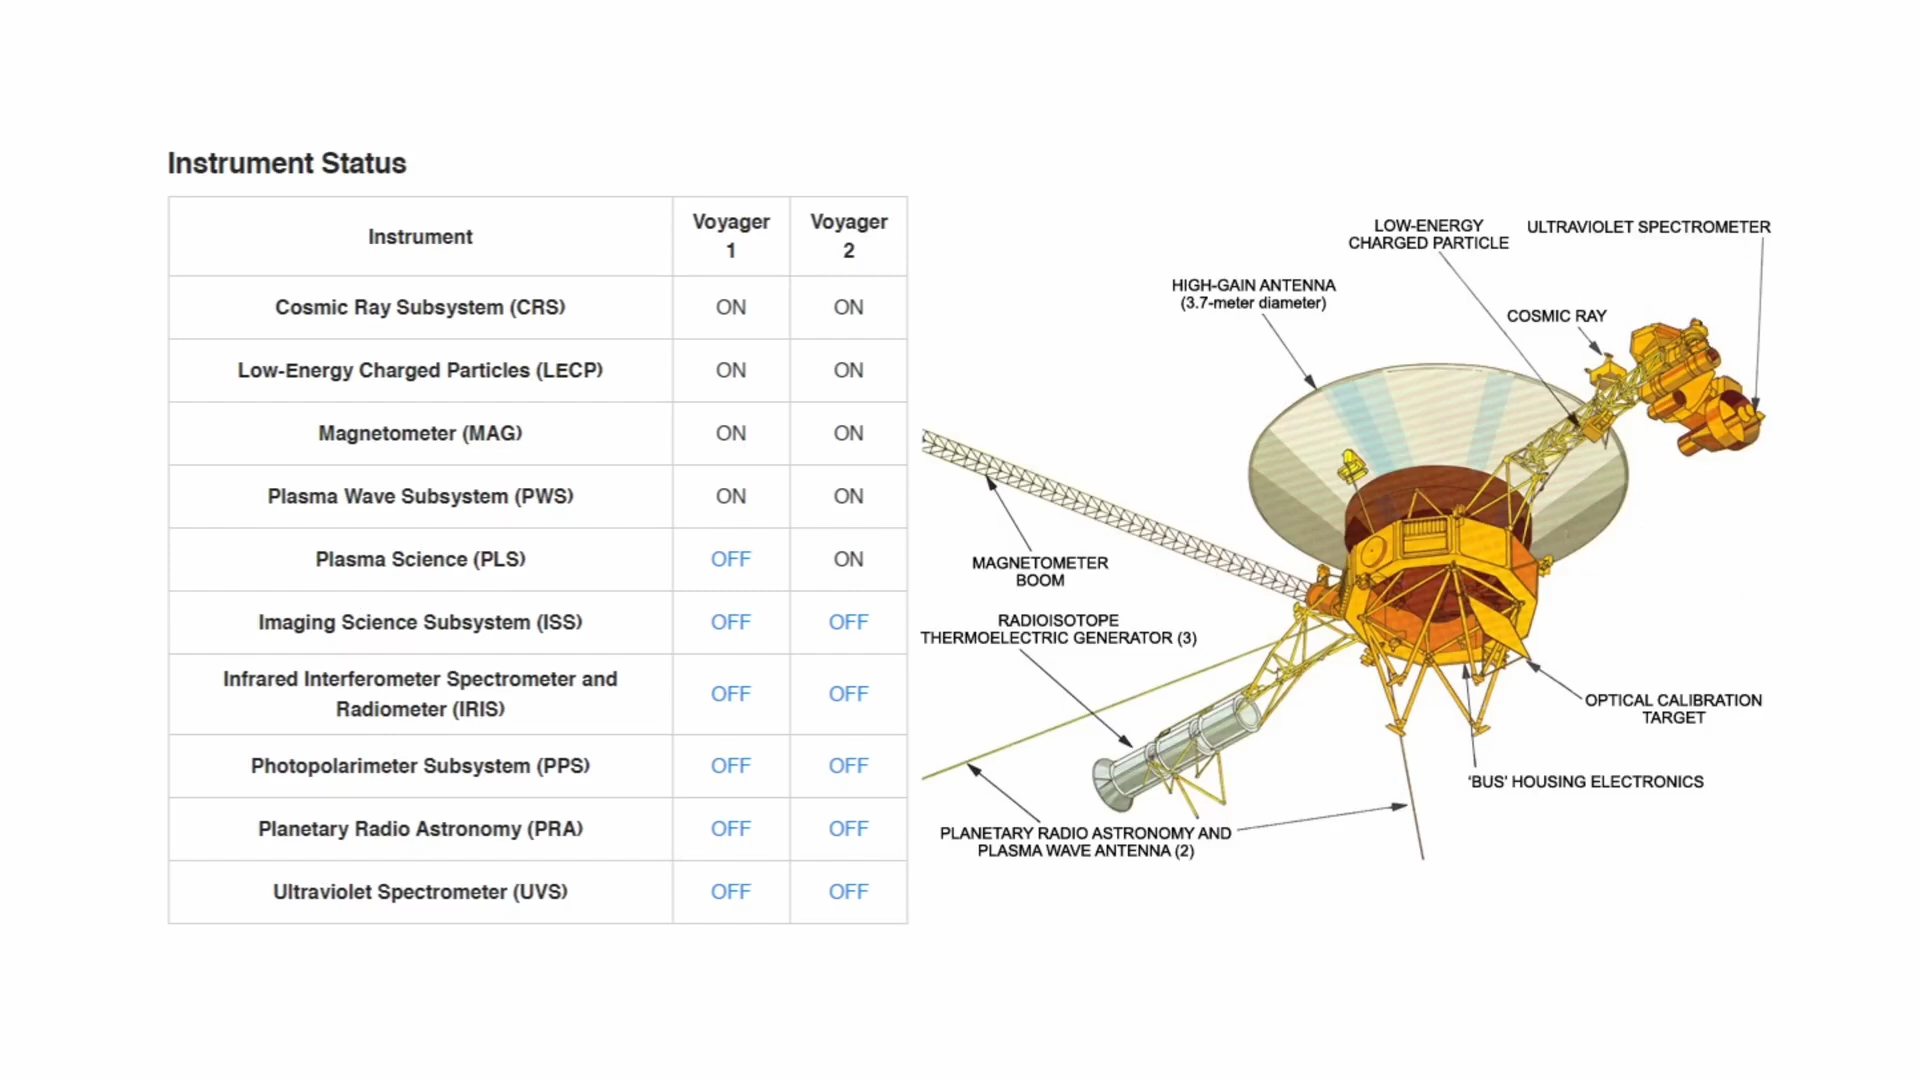 Instrument Status
Instrument
Voyager
1
Voyager
2
Cosmic Ray Subsystem (CRS)
ON
ON
Low-Energy Charged Particles (LECP)
ON
ON
Magnetometer (MAG)
ON
ON
Plasma Wave Subsystem (PWS)
ON
ON
Plasma Science (PLS)
OFF
ON
Imaging Science Subsystem (ISS)
OFF
OFF
Infrared Interferometer Spectrometer and
Radiometer (IRIS)
OFF
OFF
Photopolarimeter Subsystem (PPS)
OFF
OFF
Planetary Radio Astronomy (PRA)
OFF
OFF
Ultraviolet Spectrometer (UVS)
OFF
OFF
LOW-ENERGY
CHARGED PARTICLE
ULTRAVIOLET SPECTROMETER
HIGH-GAIN ANTENNA
(3.7-meter diameter)
COSMIC RAY
MAGNETOMETER
BOOM
RADIOISOTOPE
THERMOELECTRIC GENERATOR (3)
OPTICAL CALIBRATION
TARGET
'BUS' HOUSING ELECTRONICS
PLANETARY RADIO ASTRONOMY AND
PLASMA WAVE ANTENNA (2)